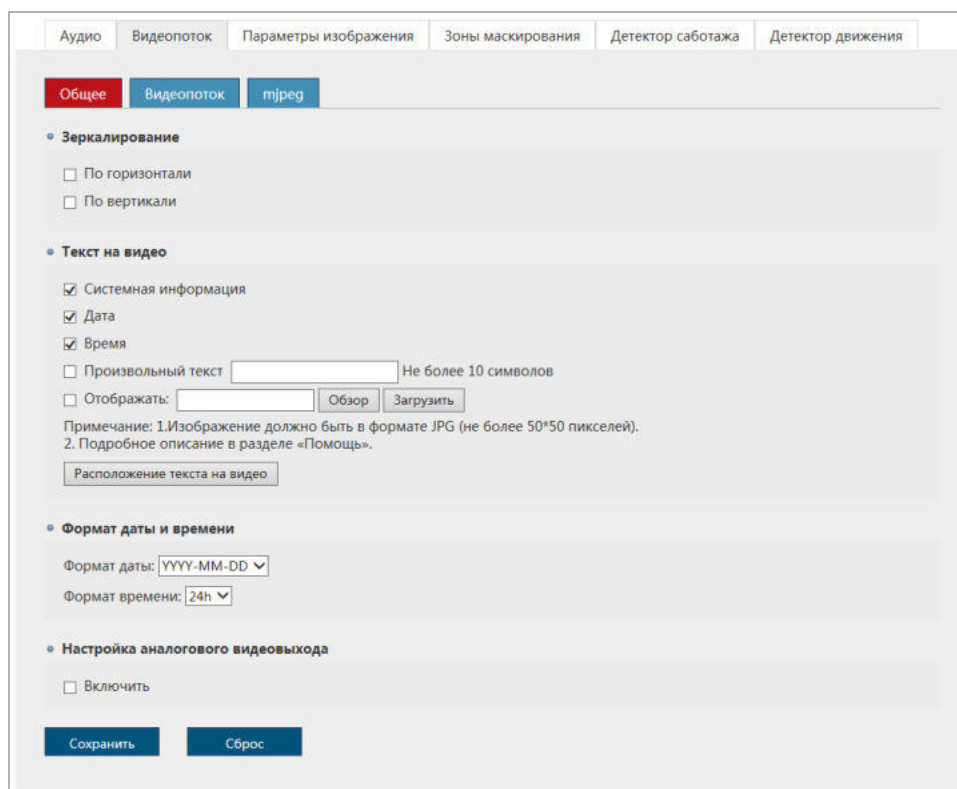 Аудио Видеопоток Параметры изображения Зоны маскирования Детектор саботажа Детектор движения
Общее Видеопоток mjpeg
Зеркалирование
По горизонтали
По вертикали
Текст на видео
Системная информация
Дата
Время
Произвольный текст Не более 10 символов
Отображать: Обзор Загрузить
Примечание: 1.Изображение должно быть в формате JPG (не более 50*50 пикселей).
2. Подробное описание в разделе «Помощь».
Расположение текста на видео
Формат даты и времени
Формат даты: YYYY-MM-DD
Формат времени: 24h
Настройка аналогового видеовыхода
Включить
Сохранить Сброс